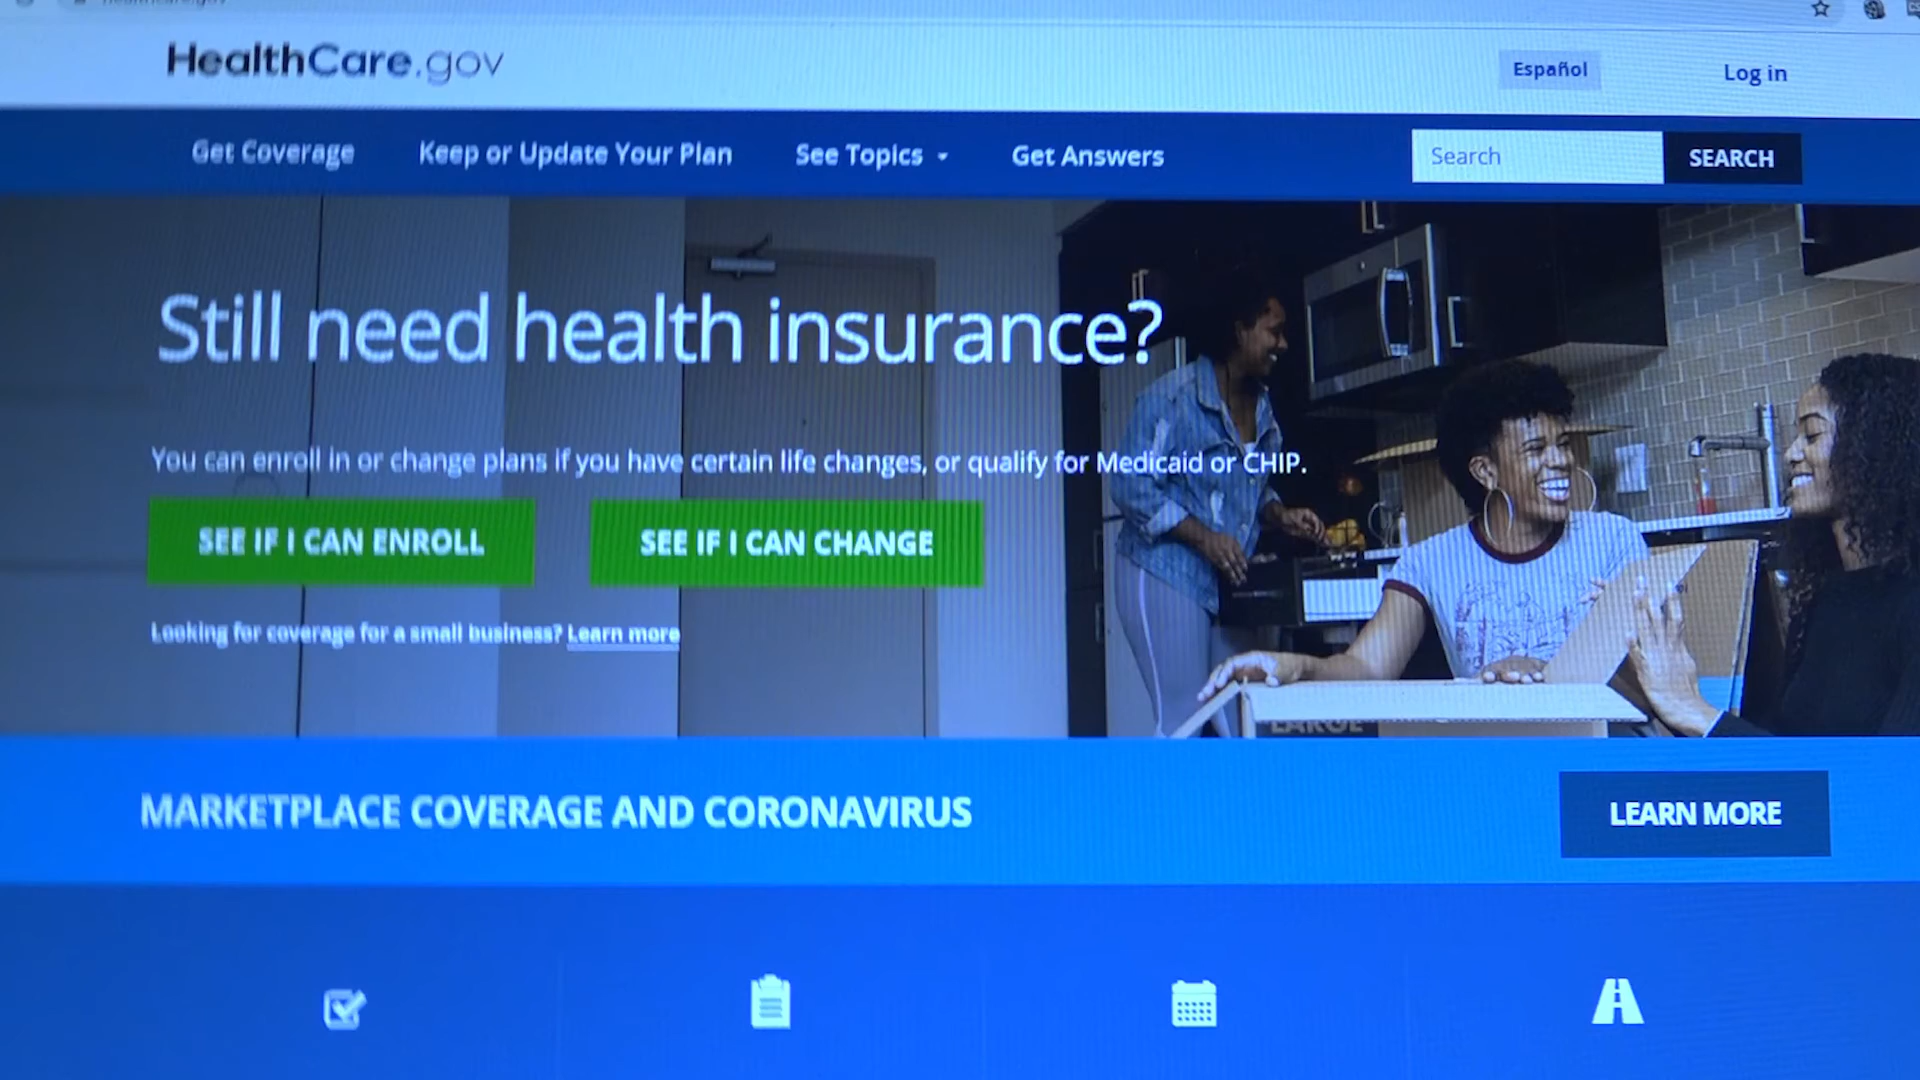 HealthCare.gov
Español
Log in
Get Coverage
Keep or Update Your Plan
See Topics
Get Answers
Search
SEARCH
Still need health insurance?
You can enroll in or change plans if you have certain life changes, or qualify for Medicaid or CHIP.
SEE IF I CAN ENROLL
SEE IF I CAN CHANGE
Looking for coverage for a small business? Learn more
LARGE
MARKETPLACE COVERAGE AND CORONAVIRUS
LEARN MORE